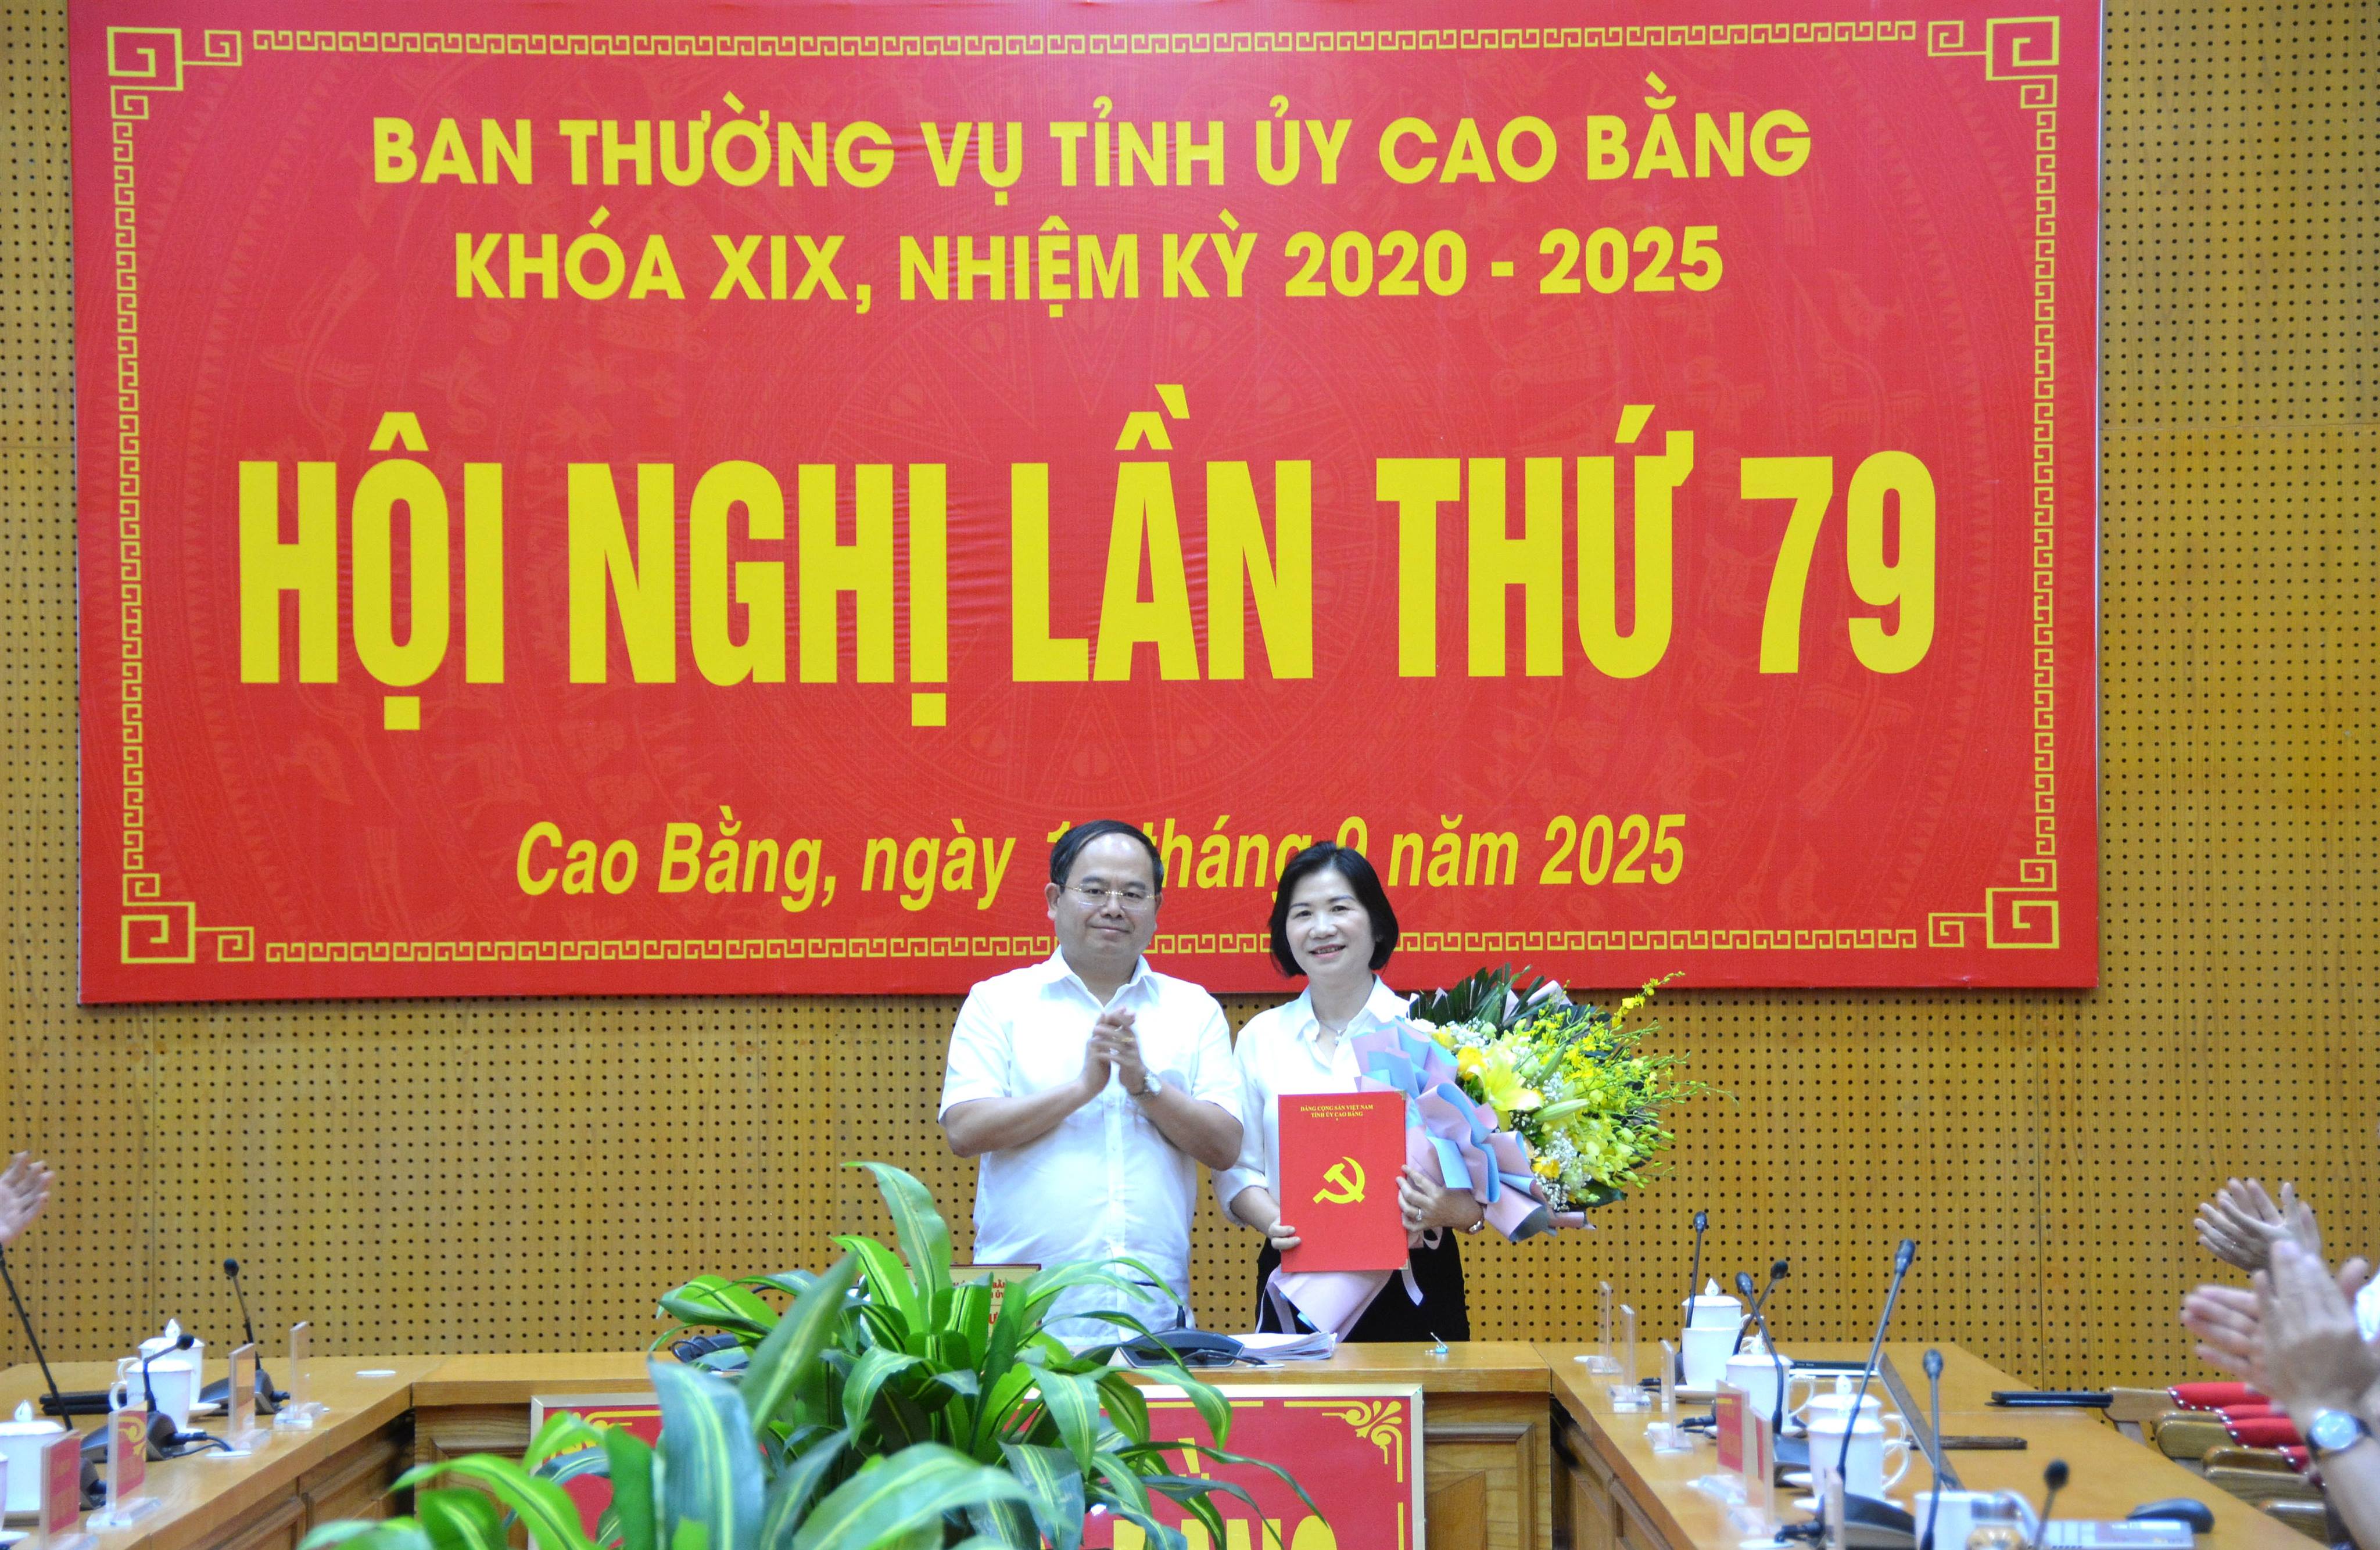 BAN THƯỜNG VỤ TỈNH ỦY CAO BẰNG
KHÓA XIX, NHIỆM KỲ 2020 - 2025
HỘI NGHỊ LẦN THỨ 79
Cao Bằng, ngày tháng 9 năm 2025
ĐẢNG CỘNG SẢN VIỆT NAM
TỈNH ỦY CAO BẰNG